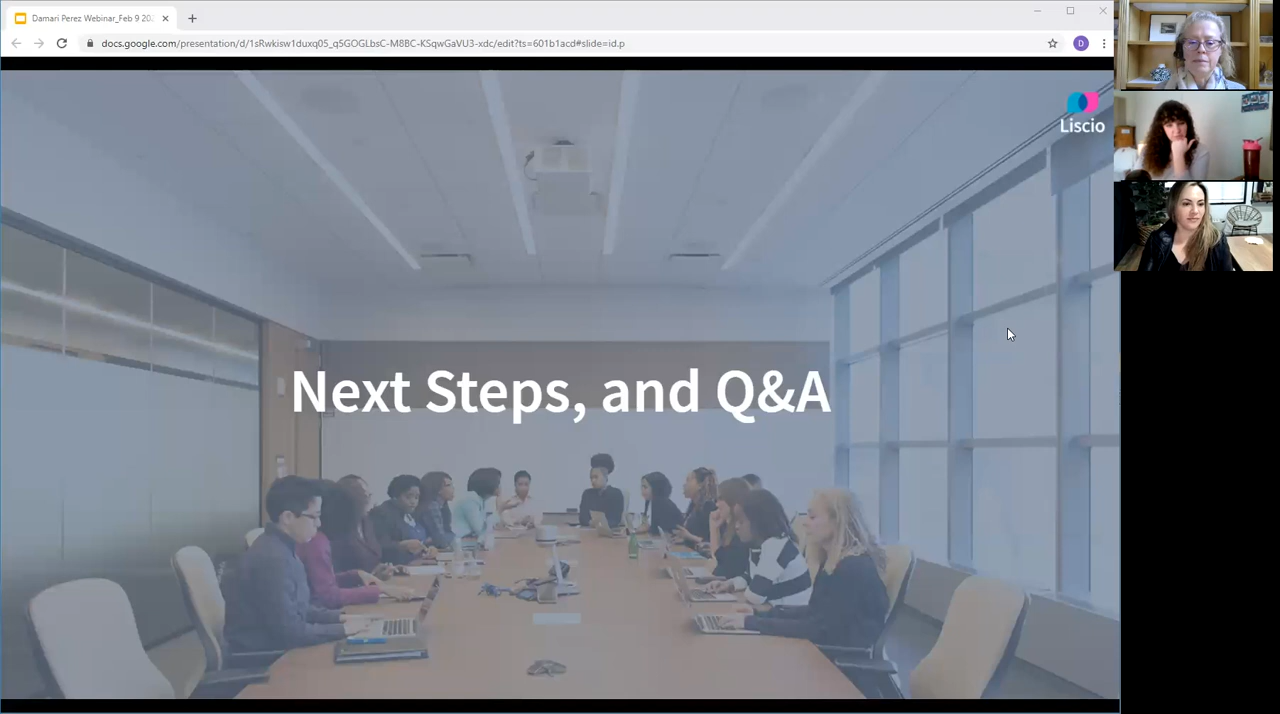 Damari Perez Webinar_Feb 9 20
docs.google.com/presentation/d/1sRwkisw1duxq05_q5GOGLbsC-M8BC-KSqwGaVU3-xdc/edit?ts=601b1acd#slide=id.p
D
Liscio
Next Steps, and Q&A